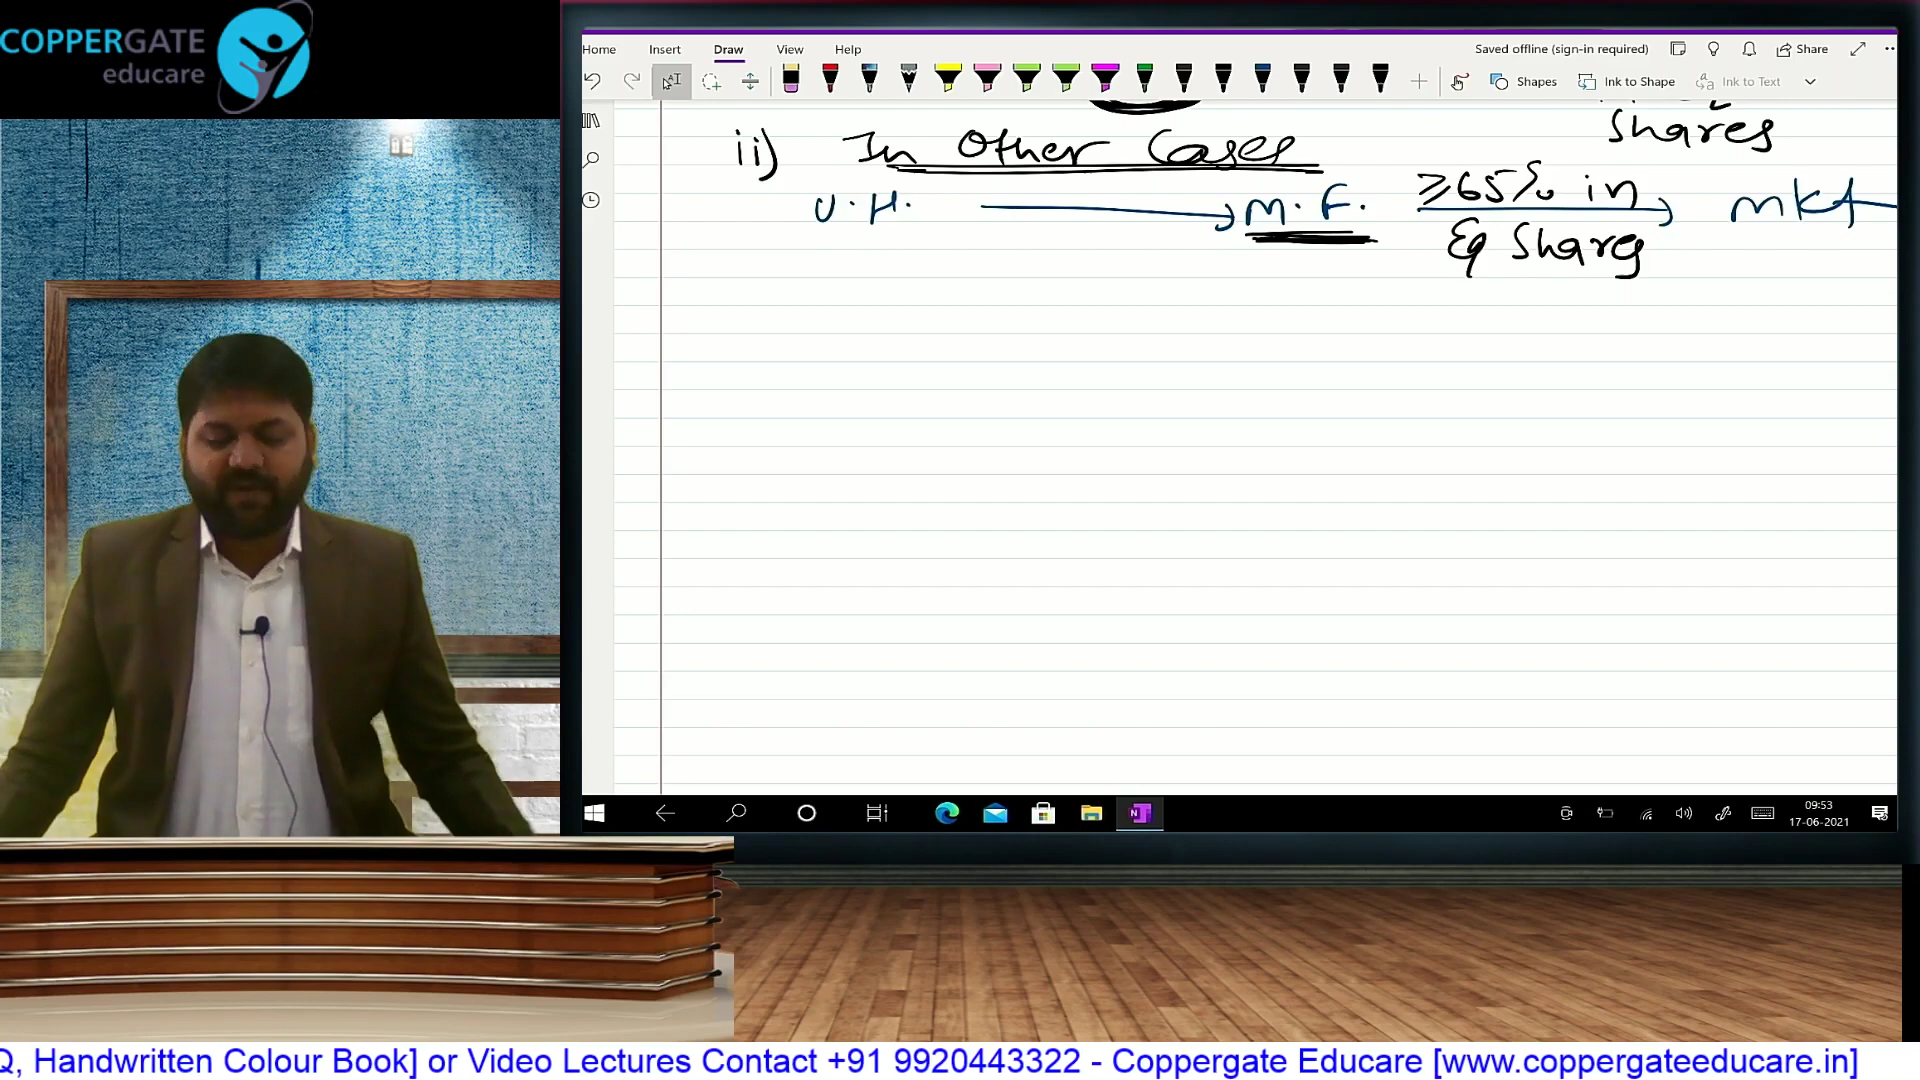 COPPERGATE
educare
Home Insert Draw View Help
Saved offline (sign-in required) Share
Shapes Ink to Shape Ink to Text
Shares
ii) In Other Cases
U.H. → M.F. ≥65% in Eq Shares → mkt
09:53
17-06-2021
Q, Handwritten Colour Book] or Video Lectures Contact +91 9920443322 - Coppergate Educare [www.coppergateeducare.in]